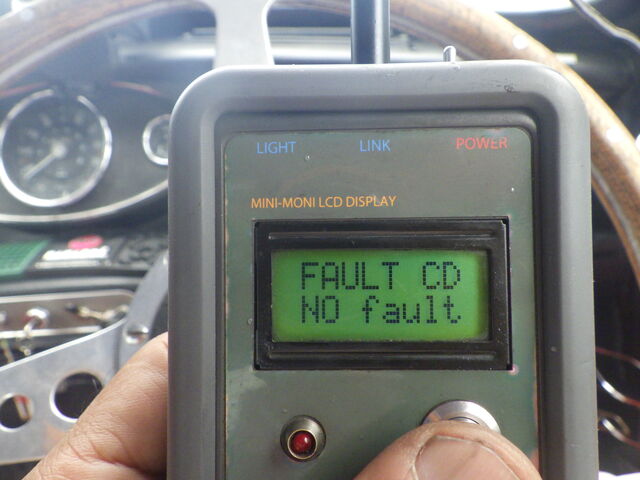 LIGHT LINK POWER
MINI-MONI LCD DISPLAY
FAULT CD
NO fault